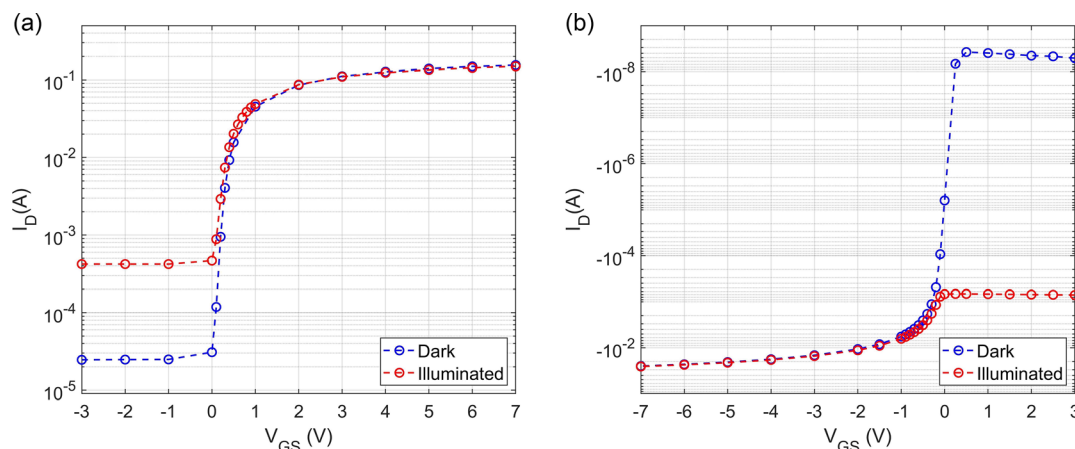 (a)
I_D(A)
10^-1
10^-2
10^-3
10^-4
10^-5
-3 -2 -1 0 1 2 3 4 5 6 7
V_GS (V)
Dark
Illuminated
(b)
I_D(A)
-10^-8
-10^-6
-10^-4
-10^-2
-7 -6 -5 -4 -3 -2 -1 0 1 2 3
V_GS (V)
Dark
Illuminated